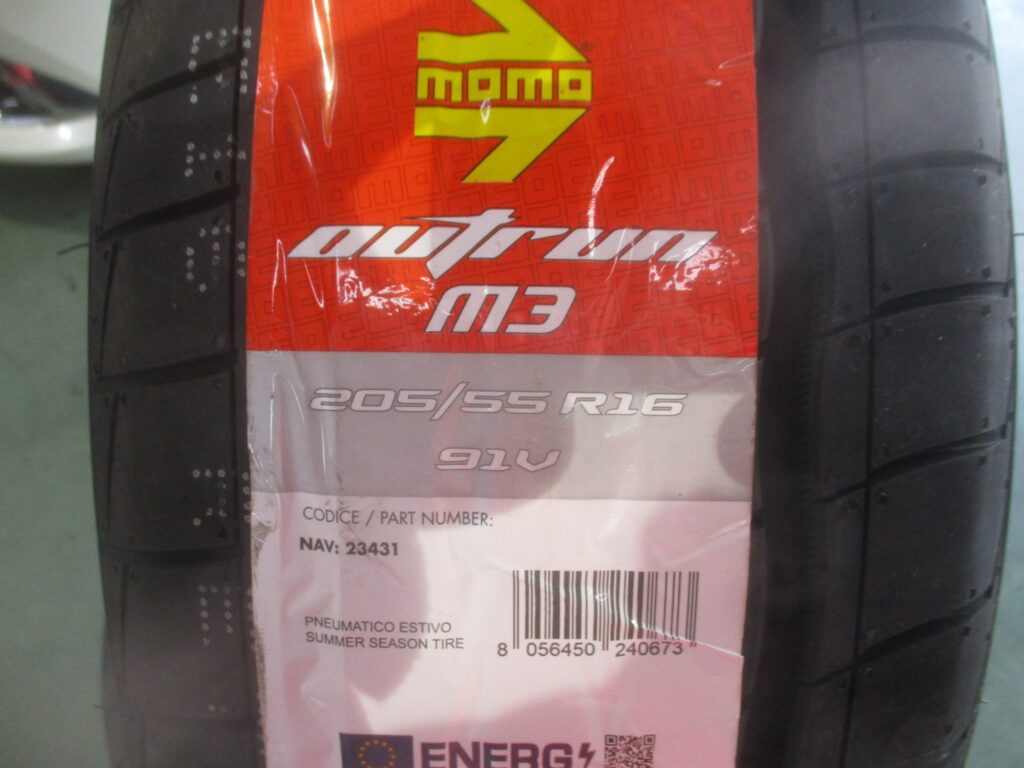 momo
outrun
M3
205/55 R16
91V
CODICE / PART NUMBER:
NAV: 23431
PNEUMATICO ESTIVO
SUMMER SEASON TIRE
8 056450 240673
ENERG